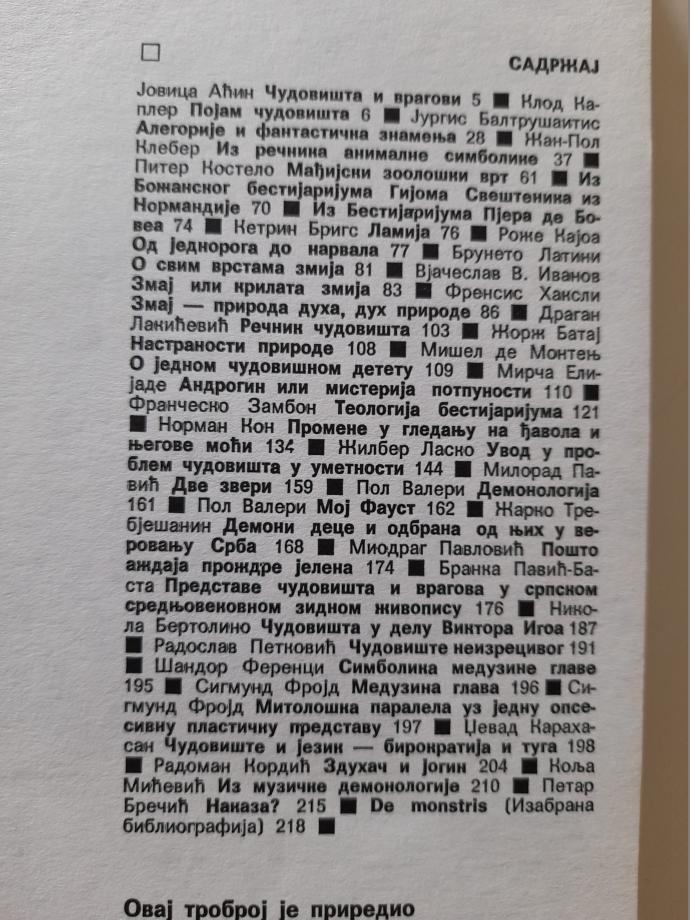 САДРЖАЈ
Јовица Аћин Чудовишта и врагови 5 ■ Клод Ка-
плер Појам чудовишта 6 ■ Јургис Балтрушаитис
Алегорије и фантастична знамења 28 ■ Жан-Пол
Клебер Из речника анималне симболике 37 ■
Питер Костело Мађијски зоолошки врт 61 ■ Из
Божанског бестијаријума Гијома Свештеника из
Нормандије 70 ■ Из Бестијаријума Пјера де Бо-
веа 74 ■ Кетрин Бригс Ламија 76 ■ Роже Кајоа
Од једнорога до нарвала 77 ■ Брунето Латини
О свим врстама змија 81 ■ Вјачеслав В. Иванов
Змај или крилата змија 83 ■ Френсис Хаксли
Змај — природа духа, дух природе 86 ■ Драган
Лакићевић Речник чудовишта 103 ■ Жорж Батај
Настраности природе 108 ■ Мишел де Монтењ
О једном чудовишном детету 109 ■ Мирча Ели-
јаде Андрогин или мистерија потпуности 110 ■
Франческо Замбон Теологија бестијаријума 121
■ Норман Кон Промене у гледању на ђавола и
његове моћи 134 ■ Жилбер Ласко Увод у про-
блем чудовишта у уметности 144 ■ Милорад Па-
вић Две звери 159 ■ Пол Валери Демонологија
161 ■ Пол Валери Мој Фауст 162 ■ Жарко Тре-
бјешанин Демони деце и одбрана од њих у ве-
ровању Срба 168 ■ Миодраг Павловић Пошто
аждаја прождре јелена 174 ■ Бранка Павић-Ба-
ста Представе чудовишта и врагова у српском
средњовековном зидном живопису 176 ■ Нико-
ла Бертолино Чудовишта у делу Виктора Игоа 187
■ Радослав Петковић Чудовиште неизрецивог 191
■ Шандор Ференци Симболика медузине главе
195 ■ Сигмунд Фројд Медузина глава 196 ■ Си-
гмунд Фројд Митолошка паралела уз једну опсе-
сивну пластичну представу 197 ■ Џевад Караха-
сан Чудовиште и језик — бирократија и туга 198
■ Радоман Кордић Здухач и јогин 204 ■ Коља
Мићевић Из музичке демонологије 210 ■ Петар
Бречић Наказа? 215 ■ De monstris (Изабрана
библиографија) 218 ■
Овај троброј је приредио